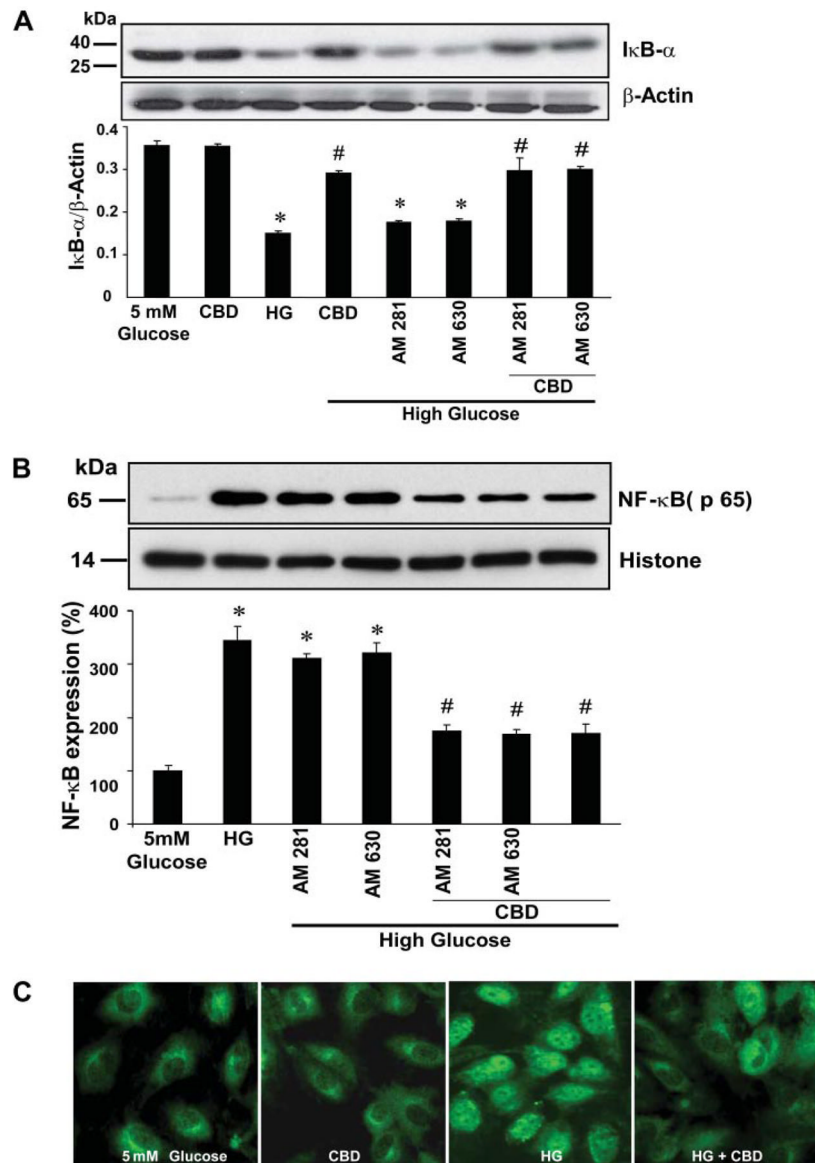 A
kDa
40
25
IκB-α
β-Actin
IκB-α/β-Actin
0.4
0.3
0.2
0.1
0
#
*
*
*
#
#
5 mM Glucose
CBD
HG
CBD
AM 281
AM 630
AM 281
AM 630
CBD
High Glucose
B
kDa
65
NF-κB( p 65)
14
Histone
NF-κB expression (%)
400
300
200
100
0
*
*
*
#
#
#
5mM Glucose
HG
AM 281
AM 630
AM 281
AM 630
CBD
High Glucose
C
5 mM Glucose
CBD
HG
HG + CBD